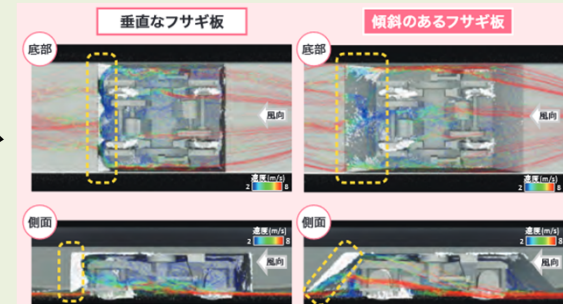 垂直なフサギ板
傾斜のあるフサギ板
底部
風向
速度(m/s)
2 8
底部
風向
速度(m/s)
2 8
側面
速度(m/s)
2 8
風向
側面
速度(m/s)
2 8
風向